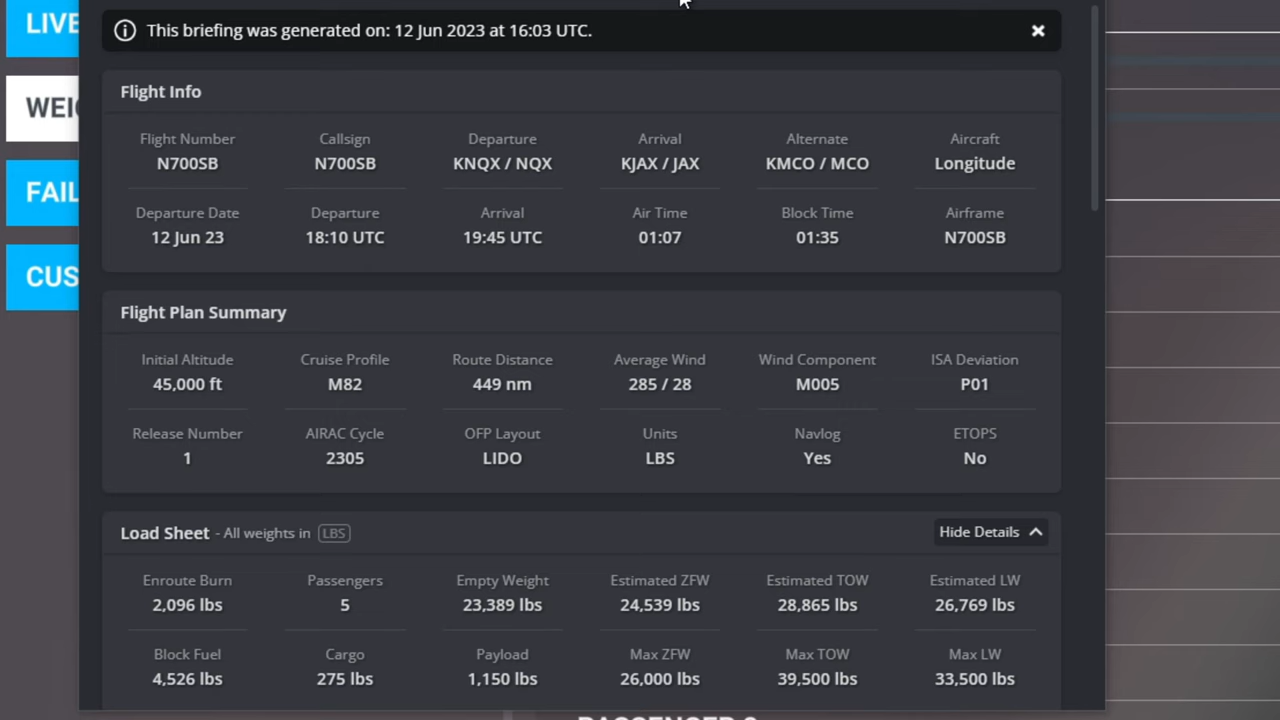 LIVE
This briefing was generated on: 12 Jun 2023 at 16:03 UTC.
WEI
FAIL
CUS
Flight Info
Flight Number Callsign Departure Arrival Alternate Aircraft
N700SB N700SB KNQX / NQX KJAX / JAX KMCO / MCO Longitude
Departure Date Departure Arrival Air Time Block Time Airframe
12 Jun 23 18:10 UTC 19:45 UTC 01:07 01:35 N700SB
Flight Plan Summary
Initial Altitude Cruise Profile Route Distance Average Wind Wind Component ISA Deviation
45,000 ft M82 449 nm 285 / 28 M005 P01
Release Number AIRAC Cycle OFP Layout Units Navlog ETOPS
1 2305 LIDO LBS Yes No
Load Sheet - All weights in LBS Hide Details
Enroute Burn Passengers Empty Weight Estimated ZFW Estimated TOW Estimated LW
2,096 lbs 5 23,389 lbs 24,539 lbs 28,865 lbs 26,769 lbs
Block Fuel Cargo Payload Max ZFW Max TOW Max LW
4,526 lbs 275 lbs 1,150 lbs 26,000 lbs 39,500 lbs 33,500 lbs